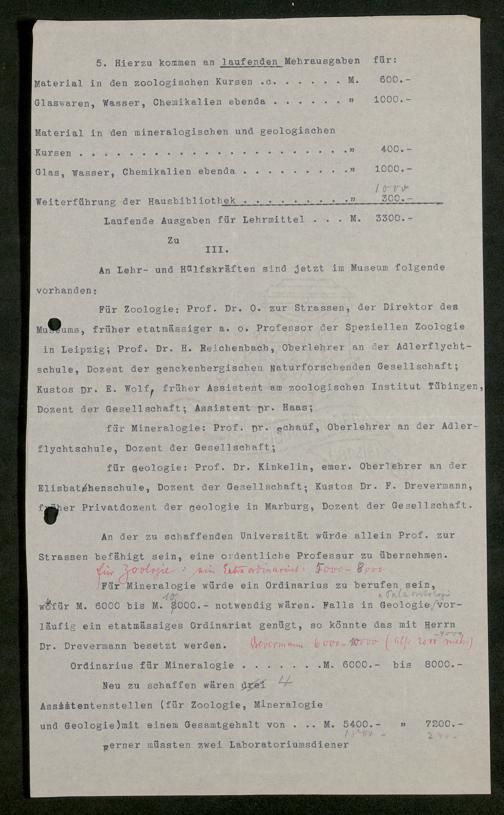 5. Hierzu kommen an laufenden Mehrausgaben für:
Material in den zoologischen Kursen .c. . . . . . M. 600.-
Glaswaren, Wasser, Chemikalien ebenda . . . . . . " 1000.-
Material in den mineralogischen und geologischen
Kursen . . . . . . . . . . . . . . . . . . . . . . " 400.-
Glas, Wasser, Chemikalien ebenda . . . . . . . . . " 1000.-
1000
Weiterführung der Hausbibliothek . . . . . . . . . " 300.-
Laufende Ausgaben für Lehrmittel . . . M. 3300.-
Zu
III.
An Lehr- und Hülfskräften sind jetzt im Museum folgende
vorhanden:
Für Zoologie: Prof. Dr. O. zur Strassen, der Direktor des
Museums, früher etatmässiger a. o. Professor der Speziellen Zoologie
in Leipzig; Prof. Dr. H. Reichenbach, Oberlehrer an der Adlerflycht-
schule, Dozent der genckenbergischen Naturforschenden Gesellschaft;
Kustos Dr. E. Wolf, früher Assistent am zoologischen Institut Tübingen,
Dozent der Gesellschaft; Assistent Dr. Haas;
für Mineralogie: Prof. Dr. Schauf, Oberlehrer an der Adler-
flychtschule, Dozent der Gesellschaft;
für Geologie: Prof. Dr. Kinkelin, emer. Oberlehrer an der
Elisbathenschule, Dozent der Gesellschaft; Kustos Dr. F. Drevermann,
früher Privatdozent der Geologie in Marburg, Dozent der Gesellschaft.
An der zu schaffenden Universität würde allein Prof. zur
Strassen befähigt sein, eine ordentliche Professur zu übernehmen.
für Zoologie: ein Extraordinarius: 5000-8000
Für Mineralogie würde ein Ordinarius zu berufen sein,
wofür M. 6000 bis M. 8000.- notwendig wären. Falls in Geologie/vor-
läufig ein etatmässiges Ordinariat genügt, so könnte das mit Herrn
Dr. Drevermann besetzt werden. Drevermann 6000-10000 (also 2000 mehr)
Ordinarius für Mineralogie . . . . . . . M. 6000.- bis 8000.-
Neu zu schaffen wären drei 4
Assistentenstellen (für Zoologie, Mineralogie
und Geologie)mit einem Gesamtgehalt von . .. M. 5400.- " 7200.-
Ferner müssten zwei Laboratoriumsdiener